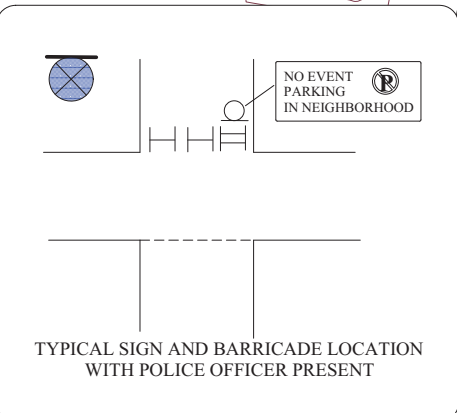 NO EVENT
PARKING
IN NEIGHBORHOOD
P
TYPICAL SIGN AND BARRICADE LOCATION
WITH POLICE OFFICER PRESENT